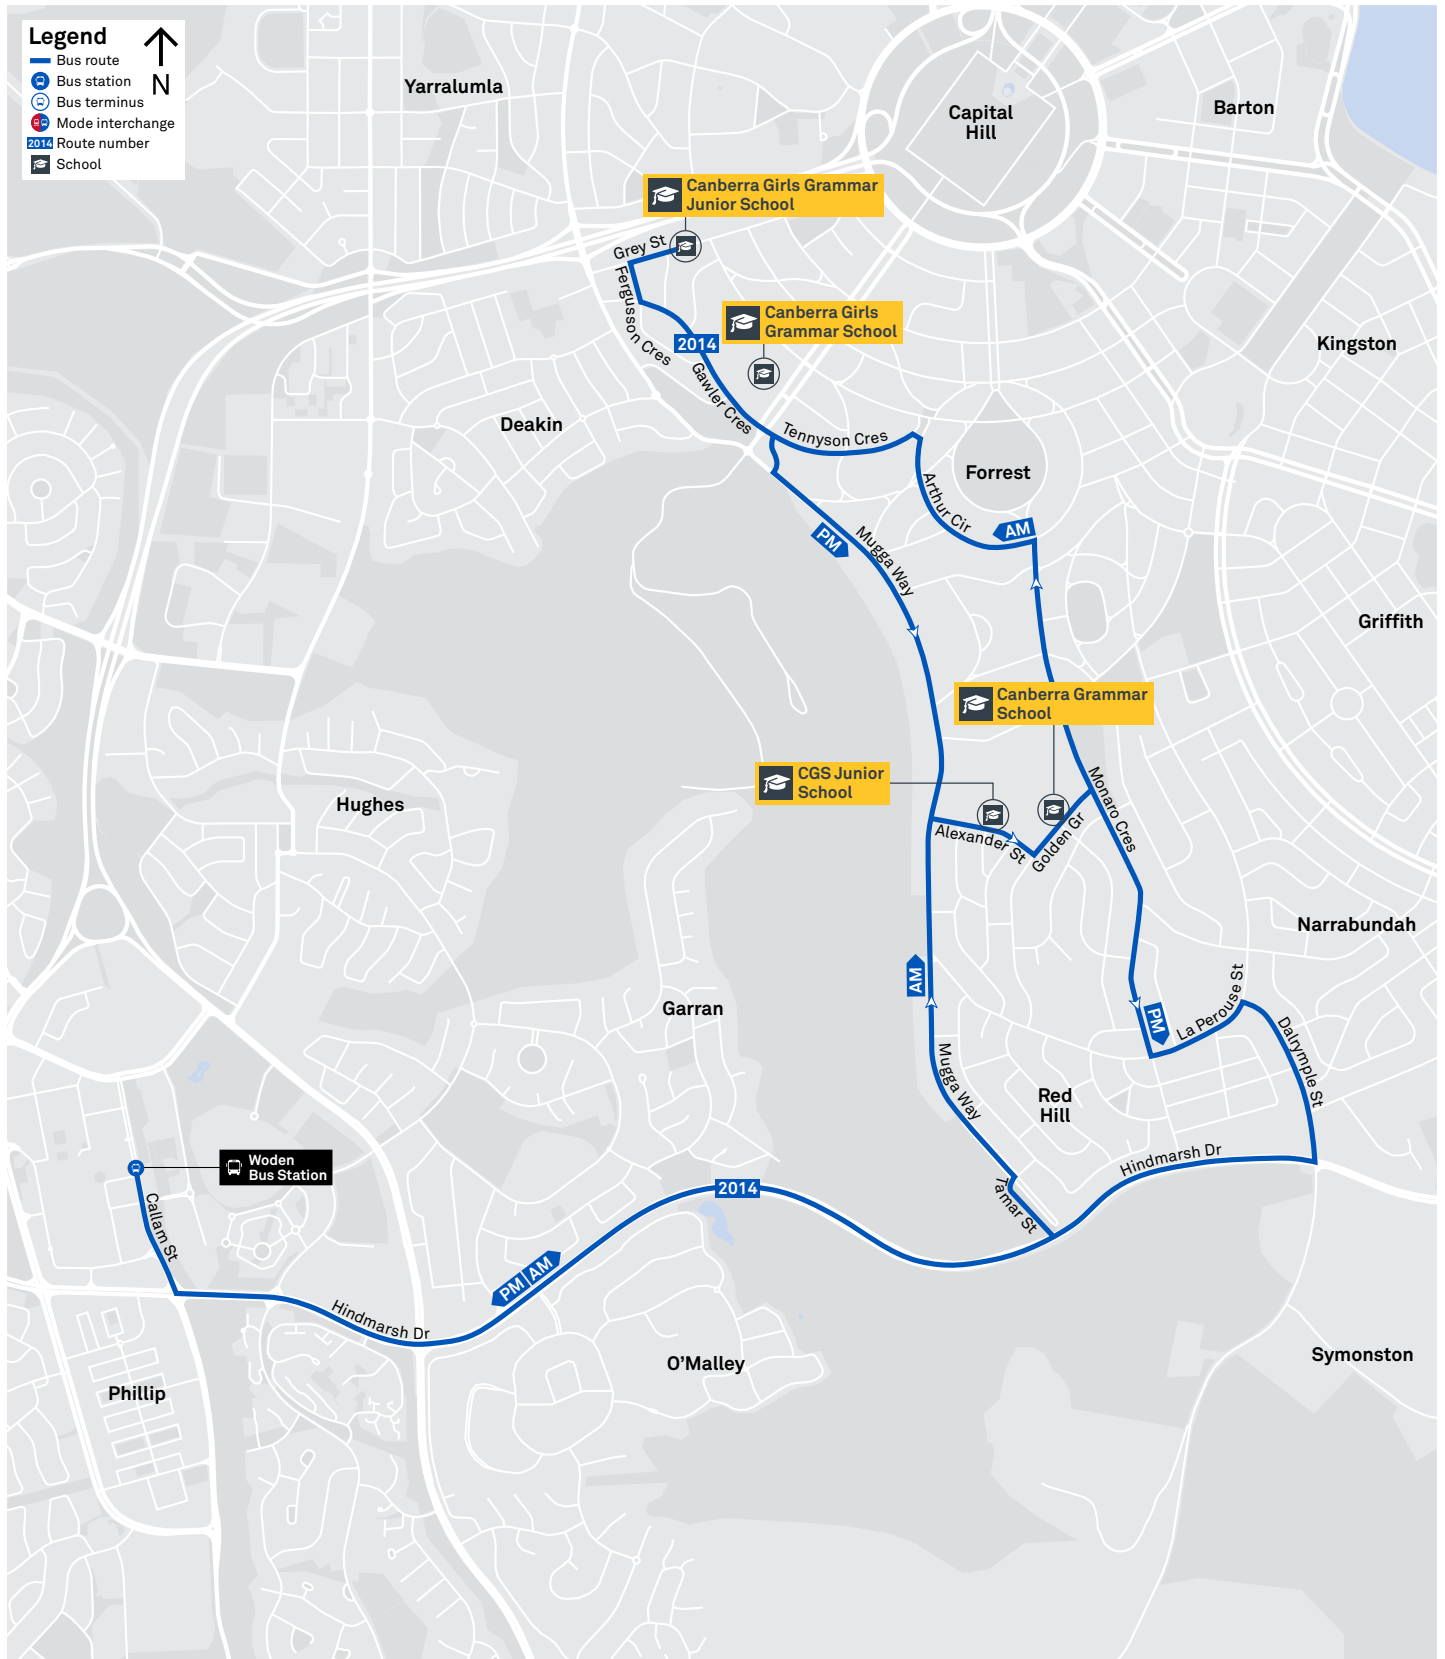 Legend
Bus route
Bus station
Bus terminus
Mode interchange
2014 Route number
School
N
Yarralumla
Capital
Hill
Barton
Canberra Girls Grammar
Junior School
Grey St
Fergusson Cres
Canberra Girls
Grammar School
2014
Gawler Cres
Kingston
Deakin
Tennyson Cres
Forrest
Arthur Cir
AM
PM
Mugga Way
Griffith
Canberra Grammar
School
CGS Junior
School
Monaro Cres
Hughes
Alexander St
Golden Gr
Narrabundah
AM
Garran
La Perouse St
PM
Dalrymple St
Mugga Way
Red
Hill
Woden
Bus Station
Hindmarsh Dr
2014
Tamar St
Callam St
PM AM
Hindmarsh Dr
O'Malley
Symonston
Phillip